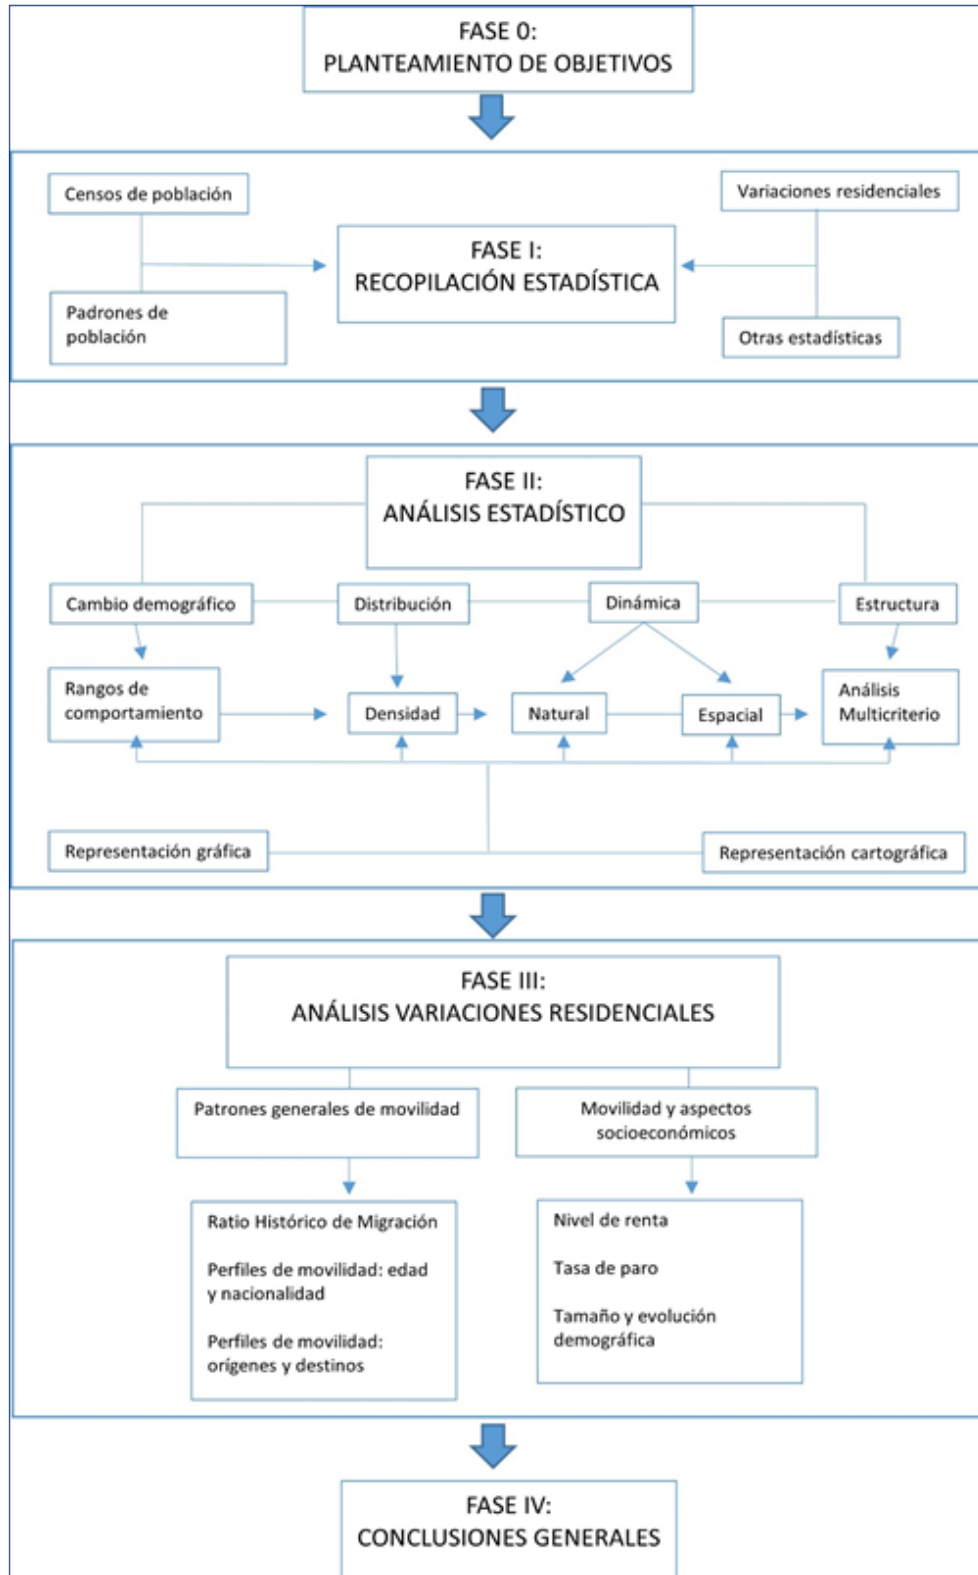 FASE 0:
PLANTEAMIENTO DE OBJETIVOS
Censos de población
Variaciones residenciales
FASE I:
RECOPILACIÓN ESTADÍSTICA
Padrones de
población
Otras estadísticas
FASE II:
ANÁLISIS ESTADÍSTICO
Cambio demográfico
Distribución
Dinámica
Estructura
Rangos de
comportamiento
Densidad
Natural
Espacial
Análisis
Multicriterio
Representación gráfica
Representación cartográfica
FASE III:
ANÁLISIS VARIACIONES RESIDENCIALES
Patrones generales de movilidad
Movilidad y aspectos
socioeconómicos
Ratio Histórico de Migración
Perfiles de movilidad: edad
y nacionalidad
Perfiles de movilidad:
orígenes y destinos
Nivel de renta
Tasa de paro
Tamaño y evolución
demográfica
FASE IV:
CONCLUSIONES GENERALES